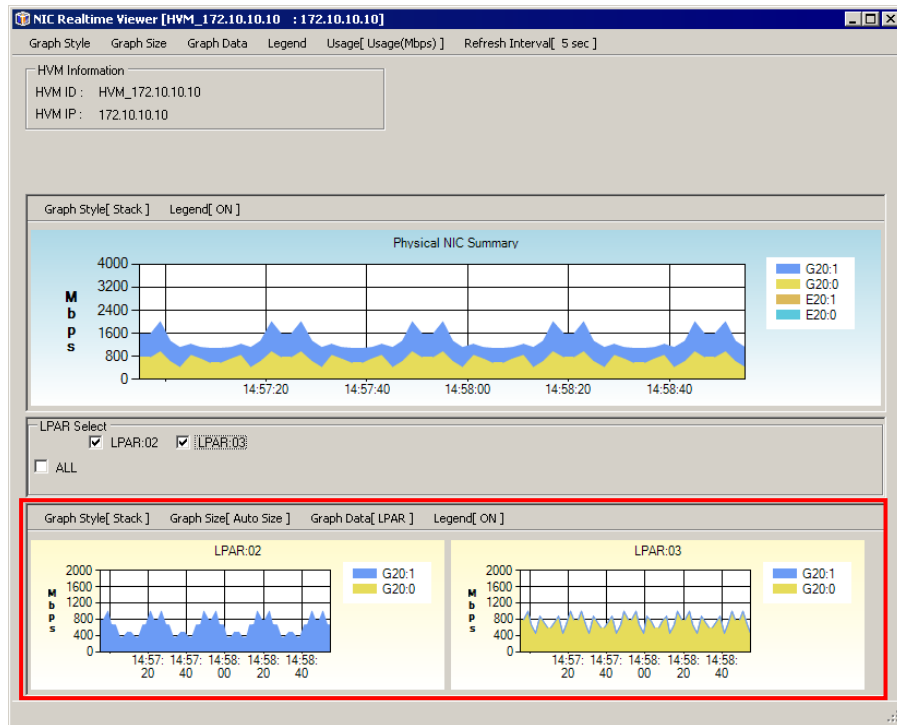 NIC Realtime Viewer [HVM_172.10.10.10 : 172.10.10.10]
Graph Style Graph Size Graph Data Legend Usage[ Usage(Mbps) ] Refresh Interval[ 5 sec ]
HVM Information
HVM ID : HVM_172.10.10.10
HVM IP : 172.10.10.10
Graph Style[ Stack ] Legend[ ON ]
Physical NIC Summary
Mbps
4000
3200
2400
1600
800
0
14:57:20 14:57:40 14:58:00 14:58:20 14:58:40
G20:1
G20:0
E20:1
E20:0
LPAR Select
LPAR:02 LPAR:03
ALL
Graph Style[ Stack ] Graph Size[ Auto Size ] Graph Data[ LPAR ] Legend[ ON ]
LPAR:02
Mbps
2000
1600
1200
800
400
0
14:57: 14:57: 14:58: 14:58: 14:58:
20 40 00 20 40
G20:1
G20:0
LPAR:03
Mbps
2000
1600
1200
800
400
0
14:57: 14:57: 14:58: 14:58: 14:58:
20 40 00 20 40
G20:1
G20:0